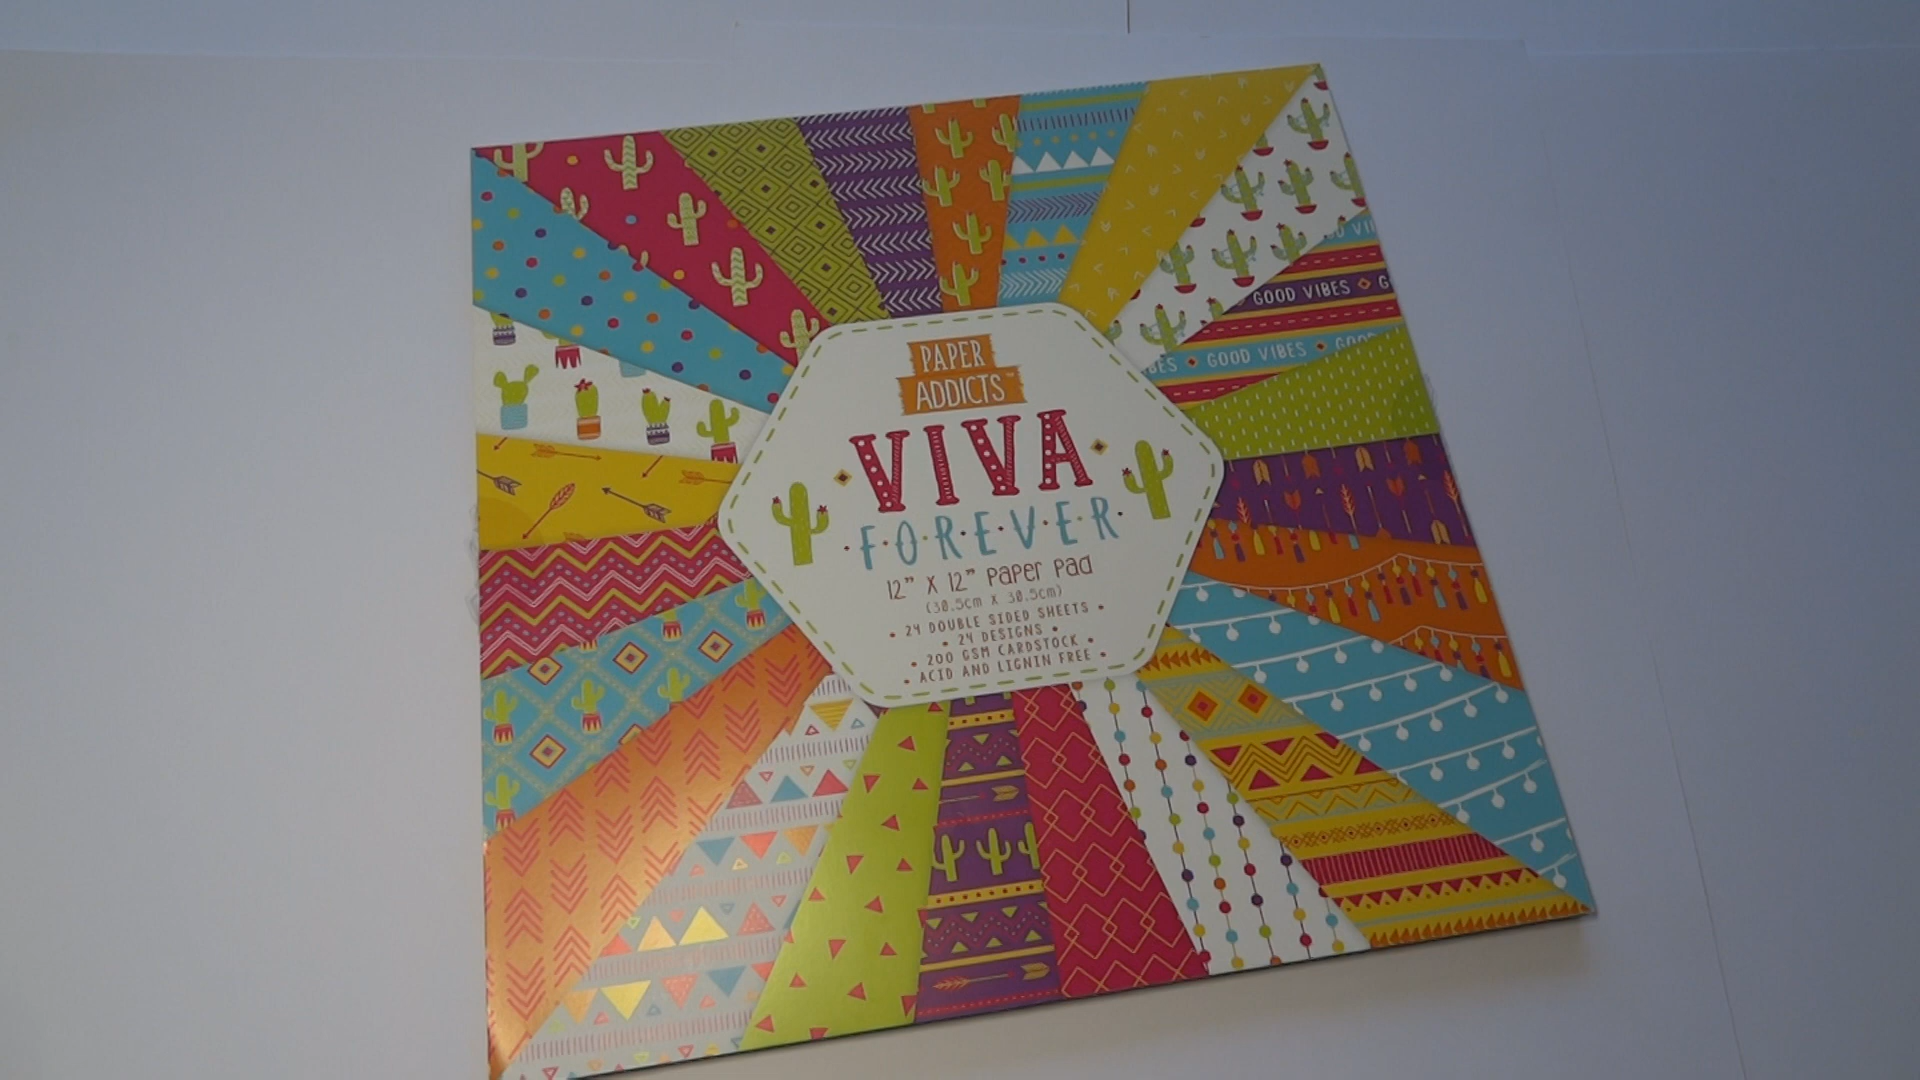 PAPER
ADDICTS™
VIVA
FOREVER
12" X 12" PAPER PAD
(30.5cm X 30.5cm)
• 24 DOUBLE SIDED SHEETS •
• 24 DESIGNS •
• 200 GSM CARDSTOCK •
• ACID AND LIGNIN FREE •
GOOD VIBES
GOOD VIBES